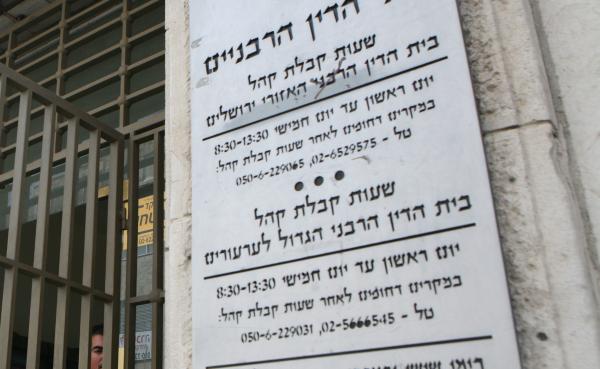 הדין הרבניים
שעות קבלת קהל
בית הדין הרבני האזורי ירושלים
יום ראשון עד יום חמישי 8:30-13:30
במקרים דחופים לאחר שעות קבלת קהל:
טל - 02-6529575, 050-6-229065
שעות קבלת קהל
בית הדין הרבני הגדול לערעורים
יום ראשון עד יום חמישי 8:30-13:30
במקרים דחופים לאחר שעות קבלת קהל:
טל - 02-5666545, 050-6-229031